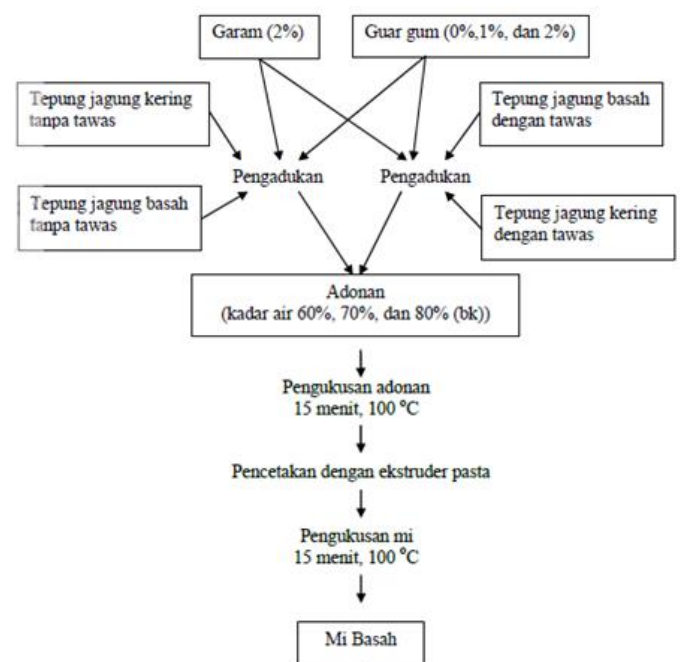 Garam (2%)
Guar gum (0%,1%, dan 2%)
Tepung jagung kering
tanpa tawas
Tepung jagung basah
dengan tawas
Pengadukan
Pengadukan
Tepung jagung basah
tanpa tawas
Tepung jagung kering
dengan tawas
Adonan
(kadar air 60%, 70%, dan 80% (bk))
Pengukusan adonan
15 menit, 100 °C
Pencetakan dengan ekstruder pasta
Pengukusan mi
15 menit, 100 °C
Mi Basah